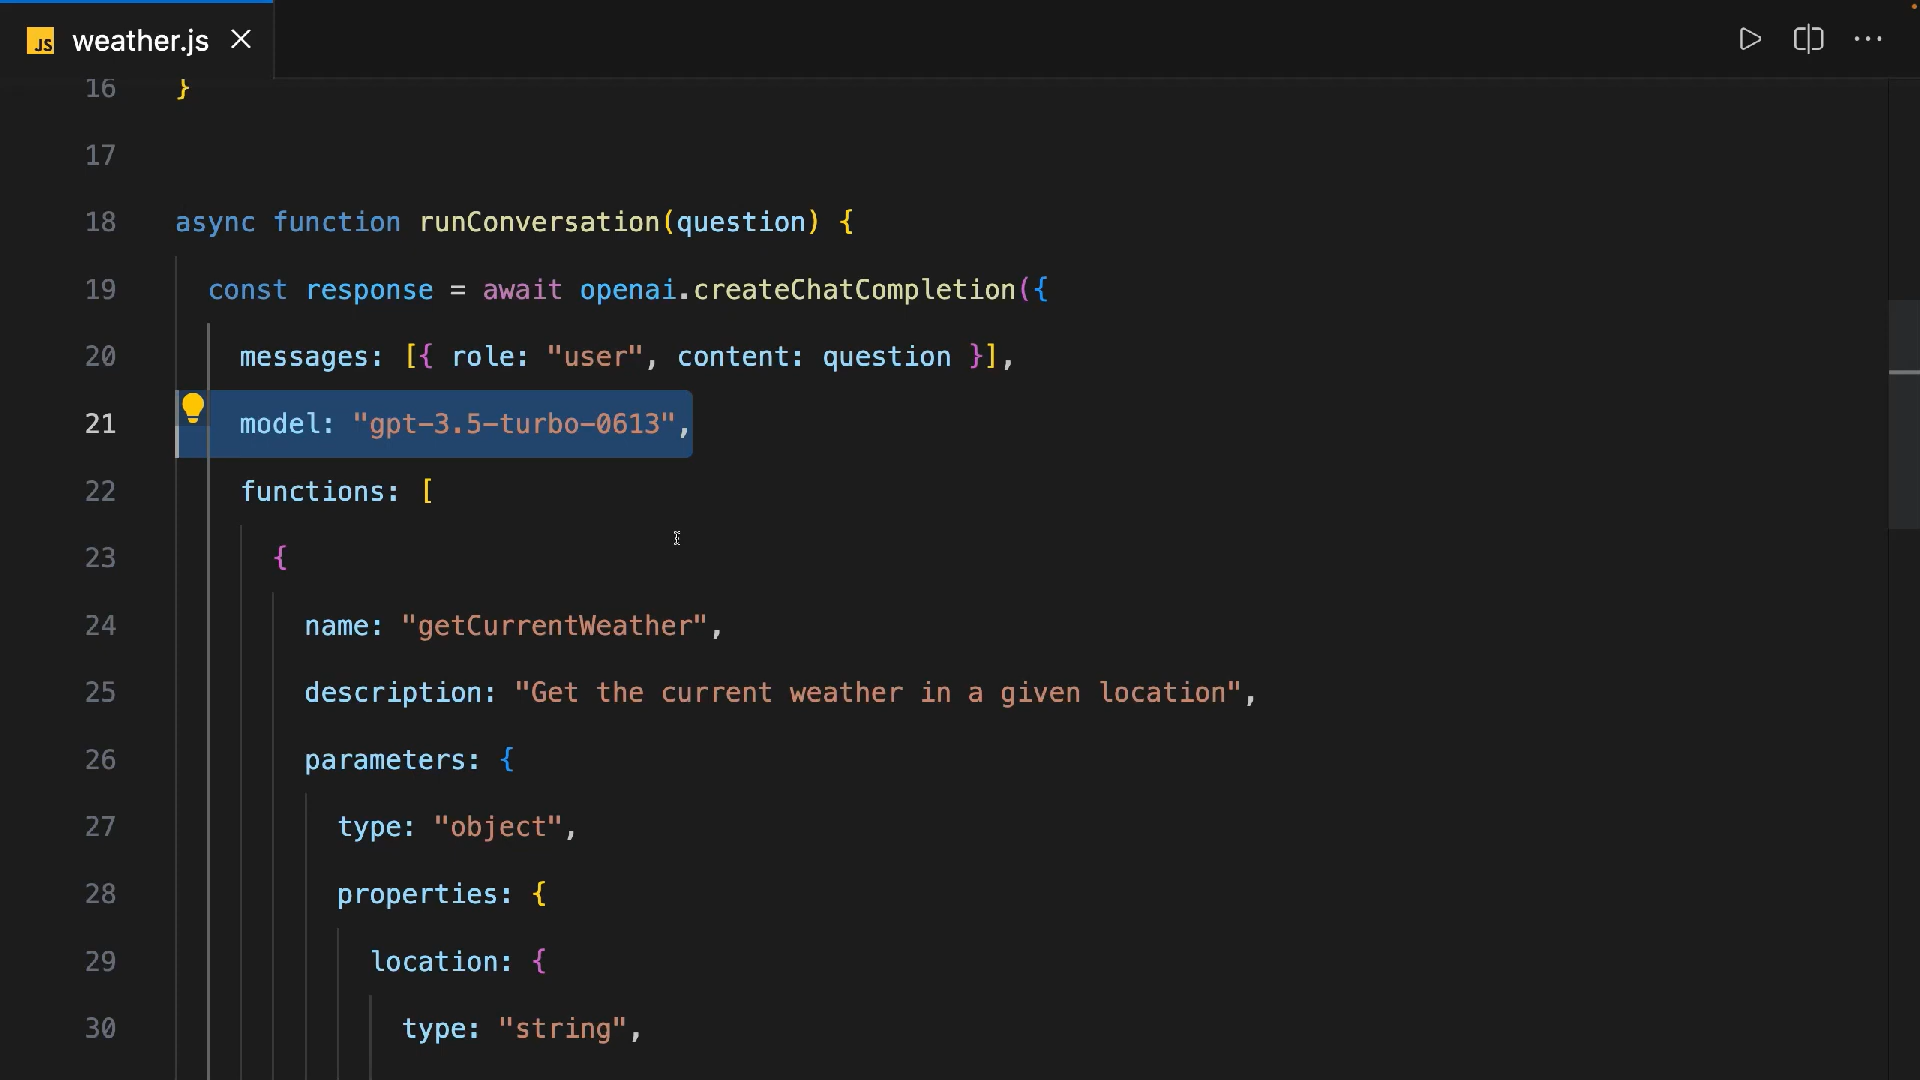 JS weather.js
16 }
17
18 async function runConversation(question) {
19 const response = await openai.createChatCompletion({
20 messages: [{ role: "user", content: question }],
21 model: "gpt-3.5-turbo-0613",
22 functions: [
23 {
24 name: "getCurrentWeather",
25 description: "Get the current weather in a given location",
26 parameters: {
27 type: "object",
28 properties: {
29 location: {
30 type: "string",